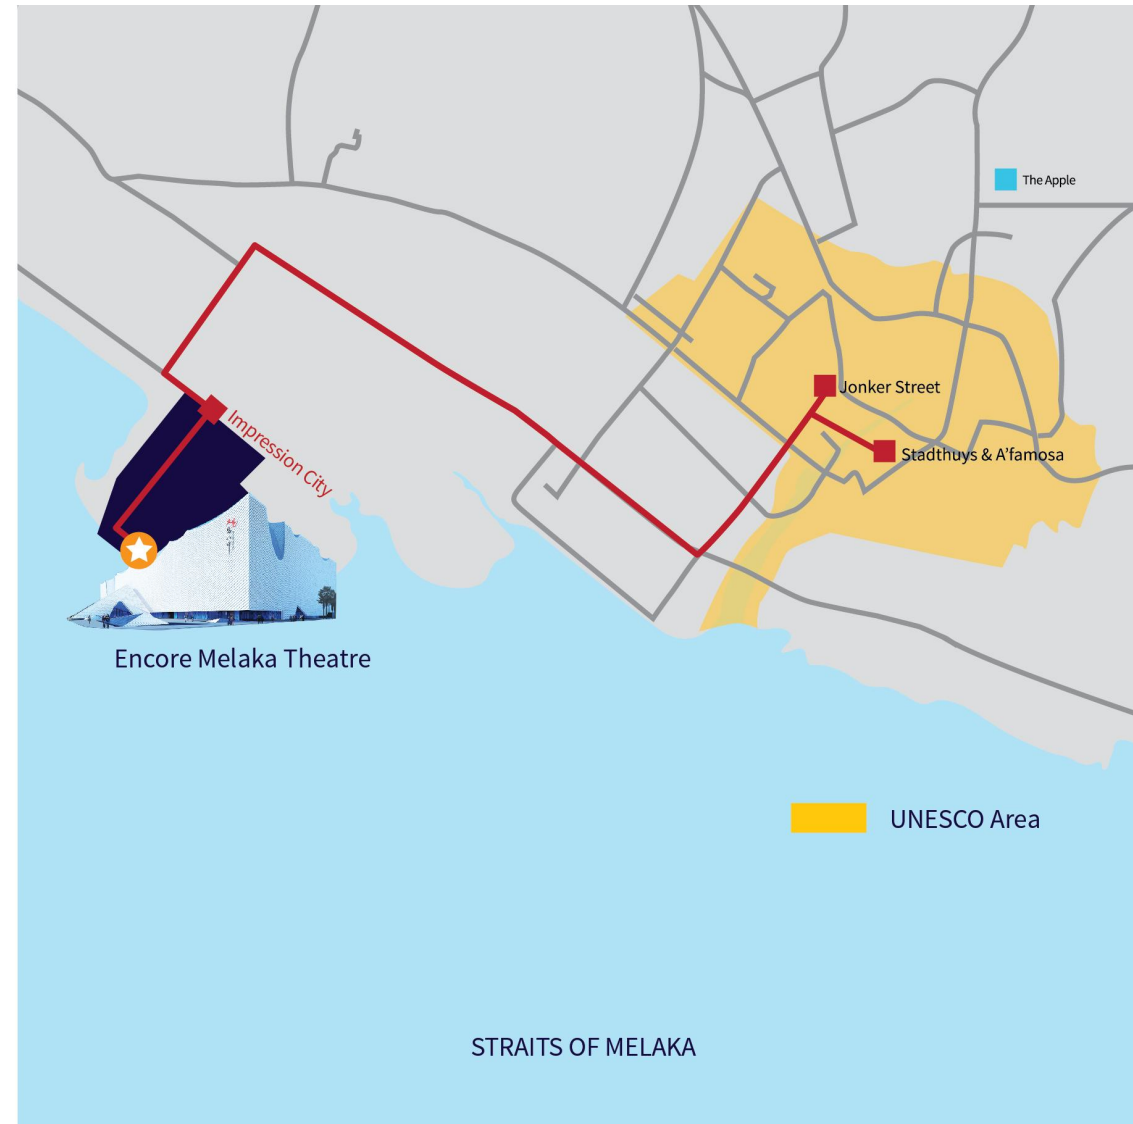 The Apple
Jonker Street
Stadthuys & A’famosa
Impression City
Encore Melaka Theatre
UNESCO Area
STRAITS OF MELAKA